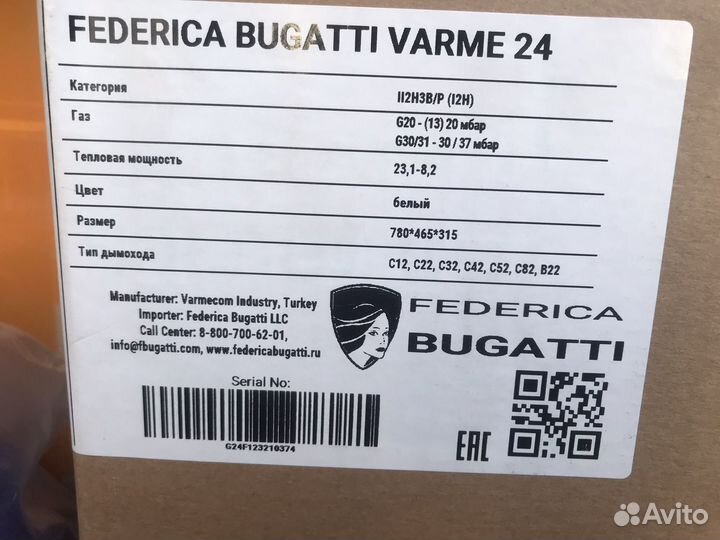 FEDERICA BUGATTI VARME 24
Категория II2H3B/P (I2H)
Газ G20 - (13) 20 мбар
G30/31 - 30 / 37 мбар
Тепловая мощность 23,1-8,2
Цвет белый
Размер 780*465*315
Тип дымохода C12, C22, C32, C42, C52, C82, B22
Manufacturer: Varmecom Industry, Turkey
Importer: Federica Bugatti LLC
Call Center: 8-800-700-62-01,
info@fbugatti.com, www.federicabugatti.ru
FEDERICA
BUGATTI
Serial No:
G24F123210374
EAC
Avito